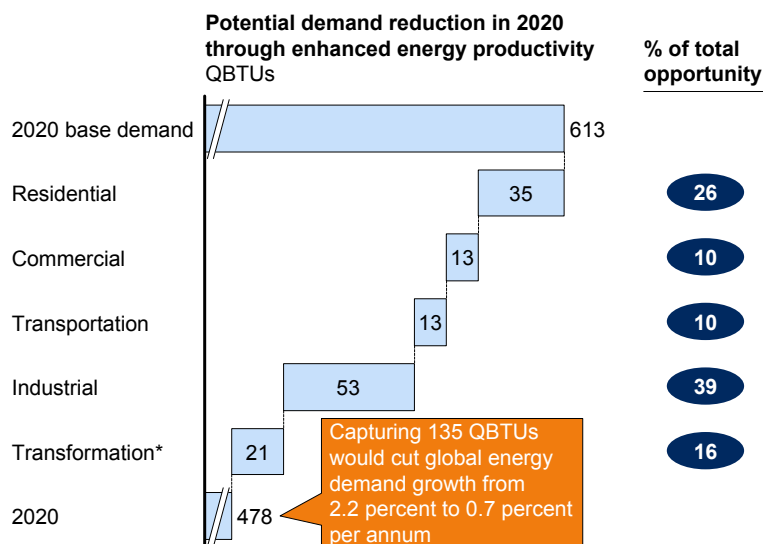 Potential demand reduction in 2020
through enhanced energy productivity
QBTUs
% of total
opportunity
2020 base demand
613
Residential
35
26
Commercial
13
10
Transportation
13
10
Industrial
53
39
Transformation*
21
16
Capturing 135 QBTUs
would cut global energy
demand growth from
2.2 percent to 0.7 percent
per annum
2020
478